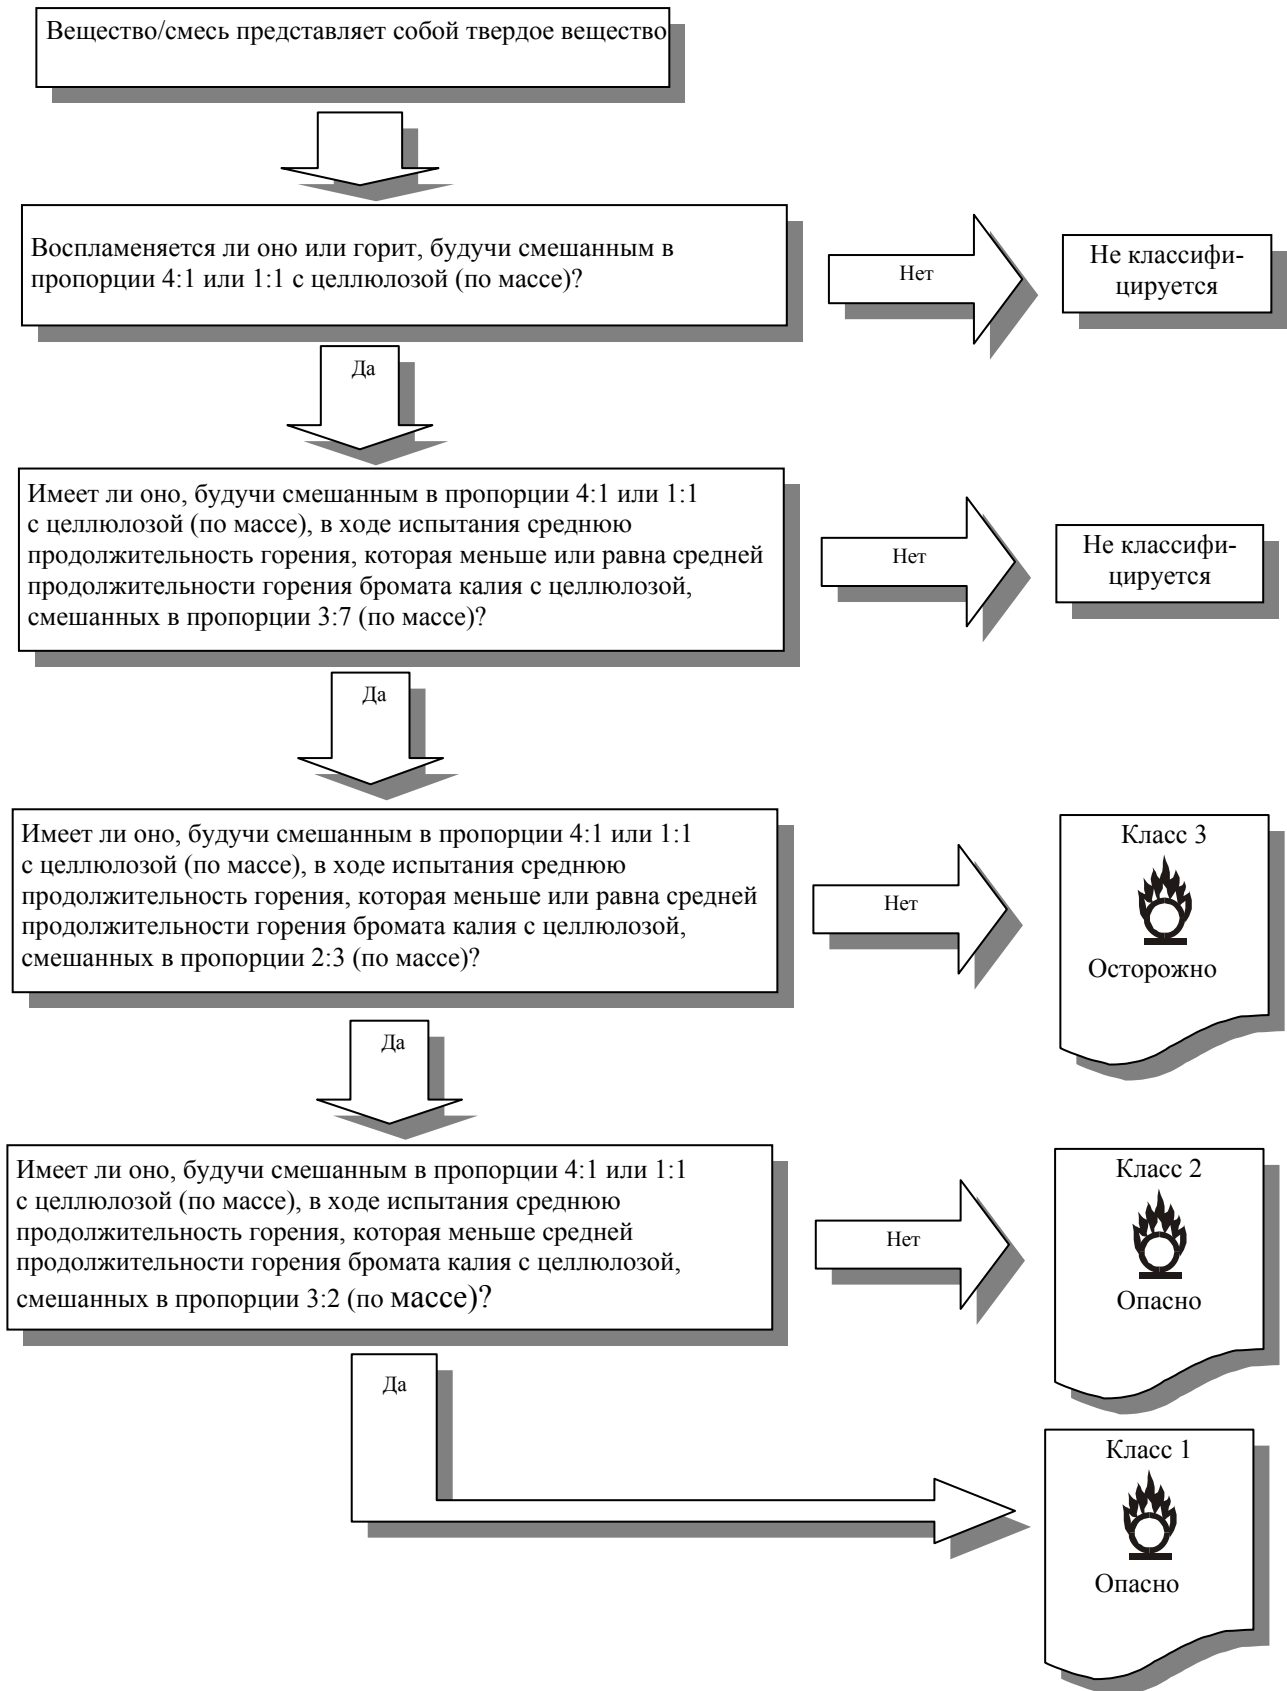 Вещество/смесь представляет собой твердое вещество
Воспламеняется ли оно или горит, будучи смешанным в
пропорции 4:1 или 1:1 с целлюлозой (по массе)?
Нет
Не классифи-
цируется
Да
Имеет ли оно, будучи смешанным в пропорции 4:1 или 1:1
с целлюлозой (по массе), в ходе испытания среднюю
продолжительность горения, которая меньше или равна средней
продолжительности горения бромата калия с целлюлозой,
смешанных в пропорции 3:7 (по массе)?
Нет
Не классифи-
цируется
Да
Имеет ли оно, будучи смешанным в пропорции 4:1 или 1:1
с целлюлозой (по массе), в ходе испытания среднюю
продолжительность горения, которая меньше или равна средней
продолжительности горения бромата калия с целлюлозой,
смешанных в пропорции 2:3 (по массе)?
Нет
Класс 3
Осторожно
Да
Имеет ли оно, будучи смешанным в пропорции 4:1 или 1:1
с целлюлозой (по массе), в ходе испытания среднюю
продолжительность горения, которая меньше средней
продолжительности горения бромата калия с целлюлозой,
смешанных в пропорции 3:2 (по массе)?
Нет
Класс 2
Опасно
Да
Класс 1
Опасно